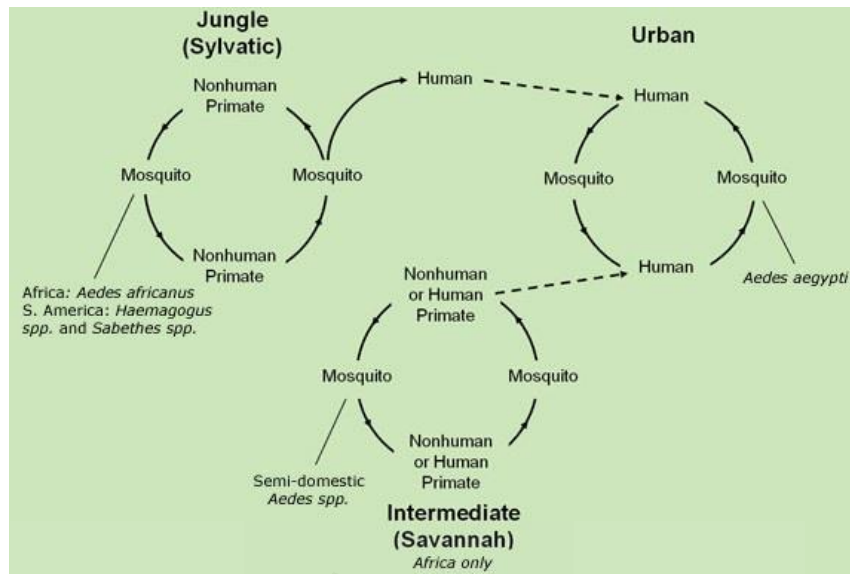 Jungle
(Sylvatic)
Nonhuman
Primate
Mosquito
Mosquito
Nonhuman
Primate
Africa: Aedes africanus
S. America: Haemagogus
spp. and Sabethes spp.
Human
Urban
Human
Mosquito
Mosquito
Human
Aedes aegypti
Nonhuman
or Human
Primate
Mosquito
Mosquito
Nonhuman
or Human
Primate
Semi-domestic
Aedes spp.
Intermediate
(Savannah)
Africa only